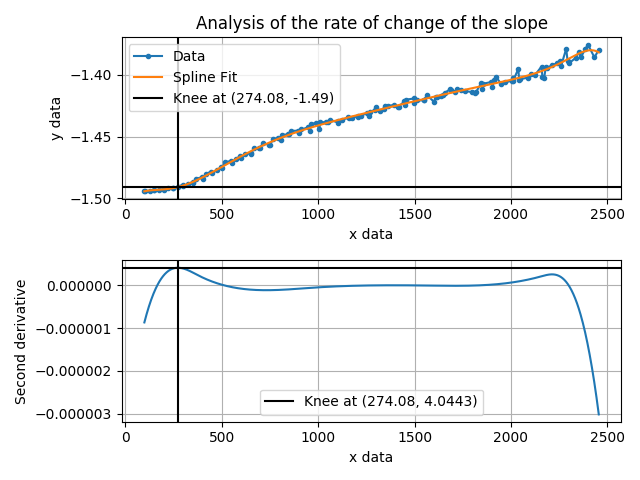 Analysis of the rate of change of the slope
Data
Spline Fit
Knee at (274.08, -1.49)
y data
−1.40
−1.45
−1.50
0
500
1000
1500
2000
2500
x data
Second derivative
0.000000
−0.000001
−0.000002
−0.000003
Knee at (274.08, 4.0443)
0
500
1000
1500
2000
2500
x data